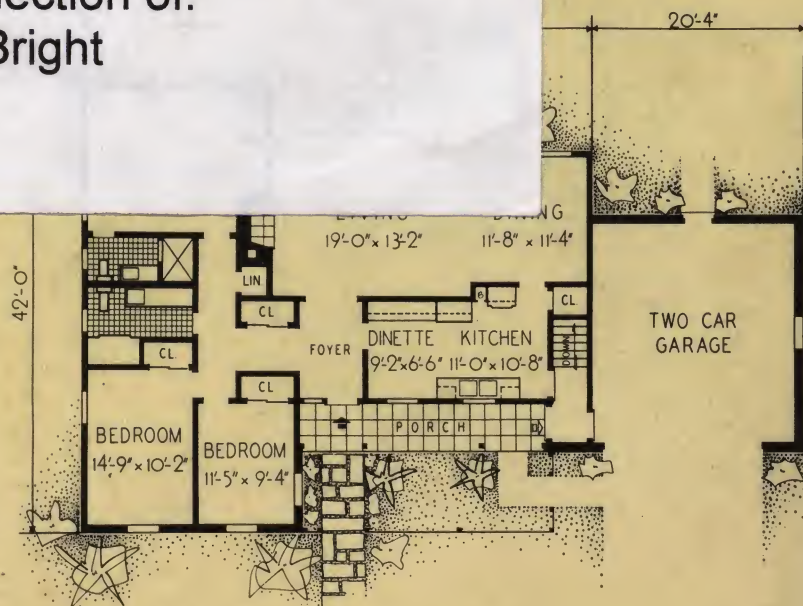 Bright
20'-4"
19'-0" x 13'-2"
11'-8" x 11'-4"
42'-0"
LIN.
CL
CL
CL
CL
TWO CAR
GARAGE
FOYER
DINETTE
9'-2"x6'-6"
KITCHEN
11'-0"x10'-8"
DOWN
PORCH
BEDROOM
14'-9" x 10'-2"
BEDROOM
11'-5" x 9'-4"